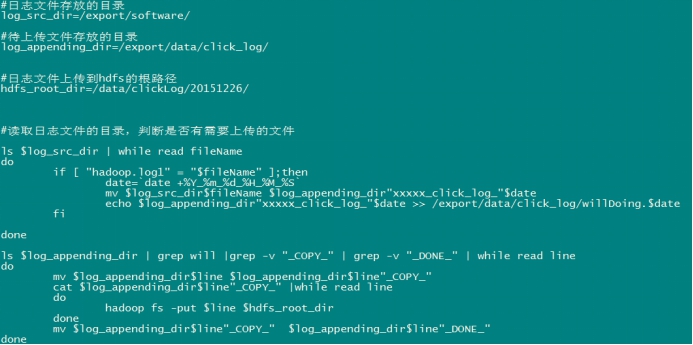 #日志文件存放的目录
log_src_dir=/export/software/
#待上传文件存放的目录
log_appending_dir=/export/data/click_log/
#日志文件上传到hdfs的根路径
hdfs_root_dir=/data/clickLog/20151226/
#读取日志文件的目录，判断是否有需要上传的文件
ls $log_src_dir | while read fileName
do
if [ "hadoop.log1" = "$fileName" ];then
date=`date +%Y_%m_%d_%H_%M_%S`
mv $log_src_dir$fileName $log_appending_dir"xxxxx_click_log_"$date
echo $log_appending_dir"xxxxx_click_log_"$date >> /export/data/click_log/willDoing.$date
fi
done
ls $log_appending_dir | grep will |grep -v "_COPY_" | grep -v "_DONE_" | while read line
do
mv $log_appending_dir$line $log_appending_dir$line"_COPY_"
cat $log_appending_dir$line"_COPY_" |while read line
do
hadoop fs -put $line $hdfs_root_dir
done
mv $log_appending_dir$line"_COPY_"  $log_appending_dir$line"_DONE_"
done